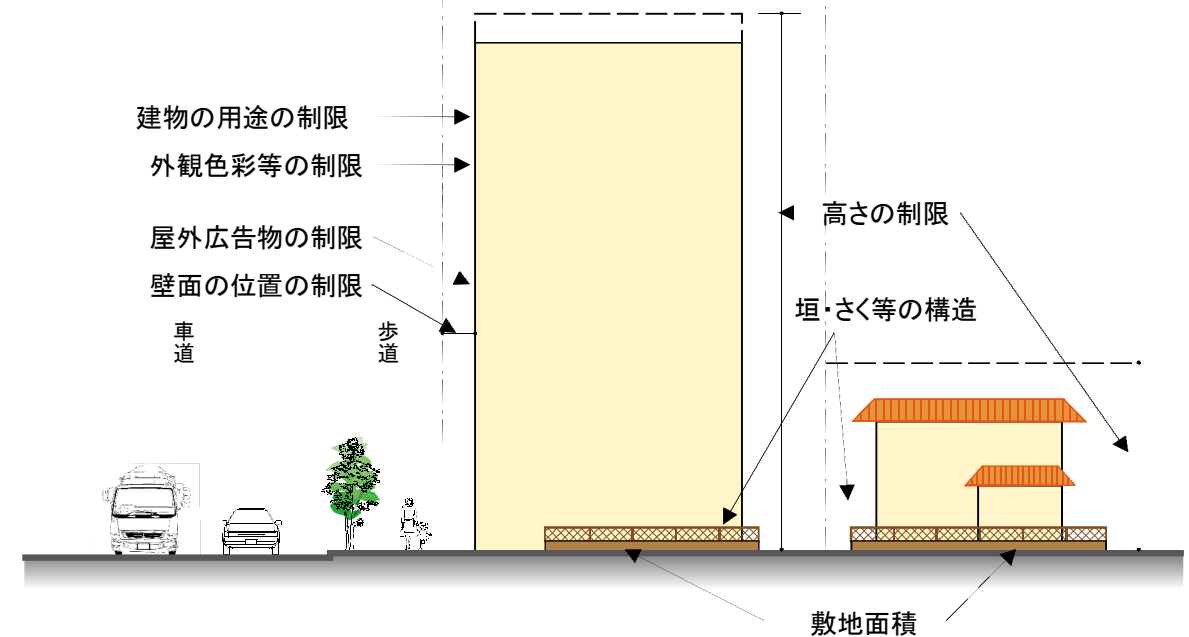 建物の用途の制限
外観色彩等の制限
屋外広告物の制限
壁面の位置の制限
車道
歩道
高さの制限
垣・さく等の構造
敷地面積